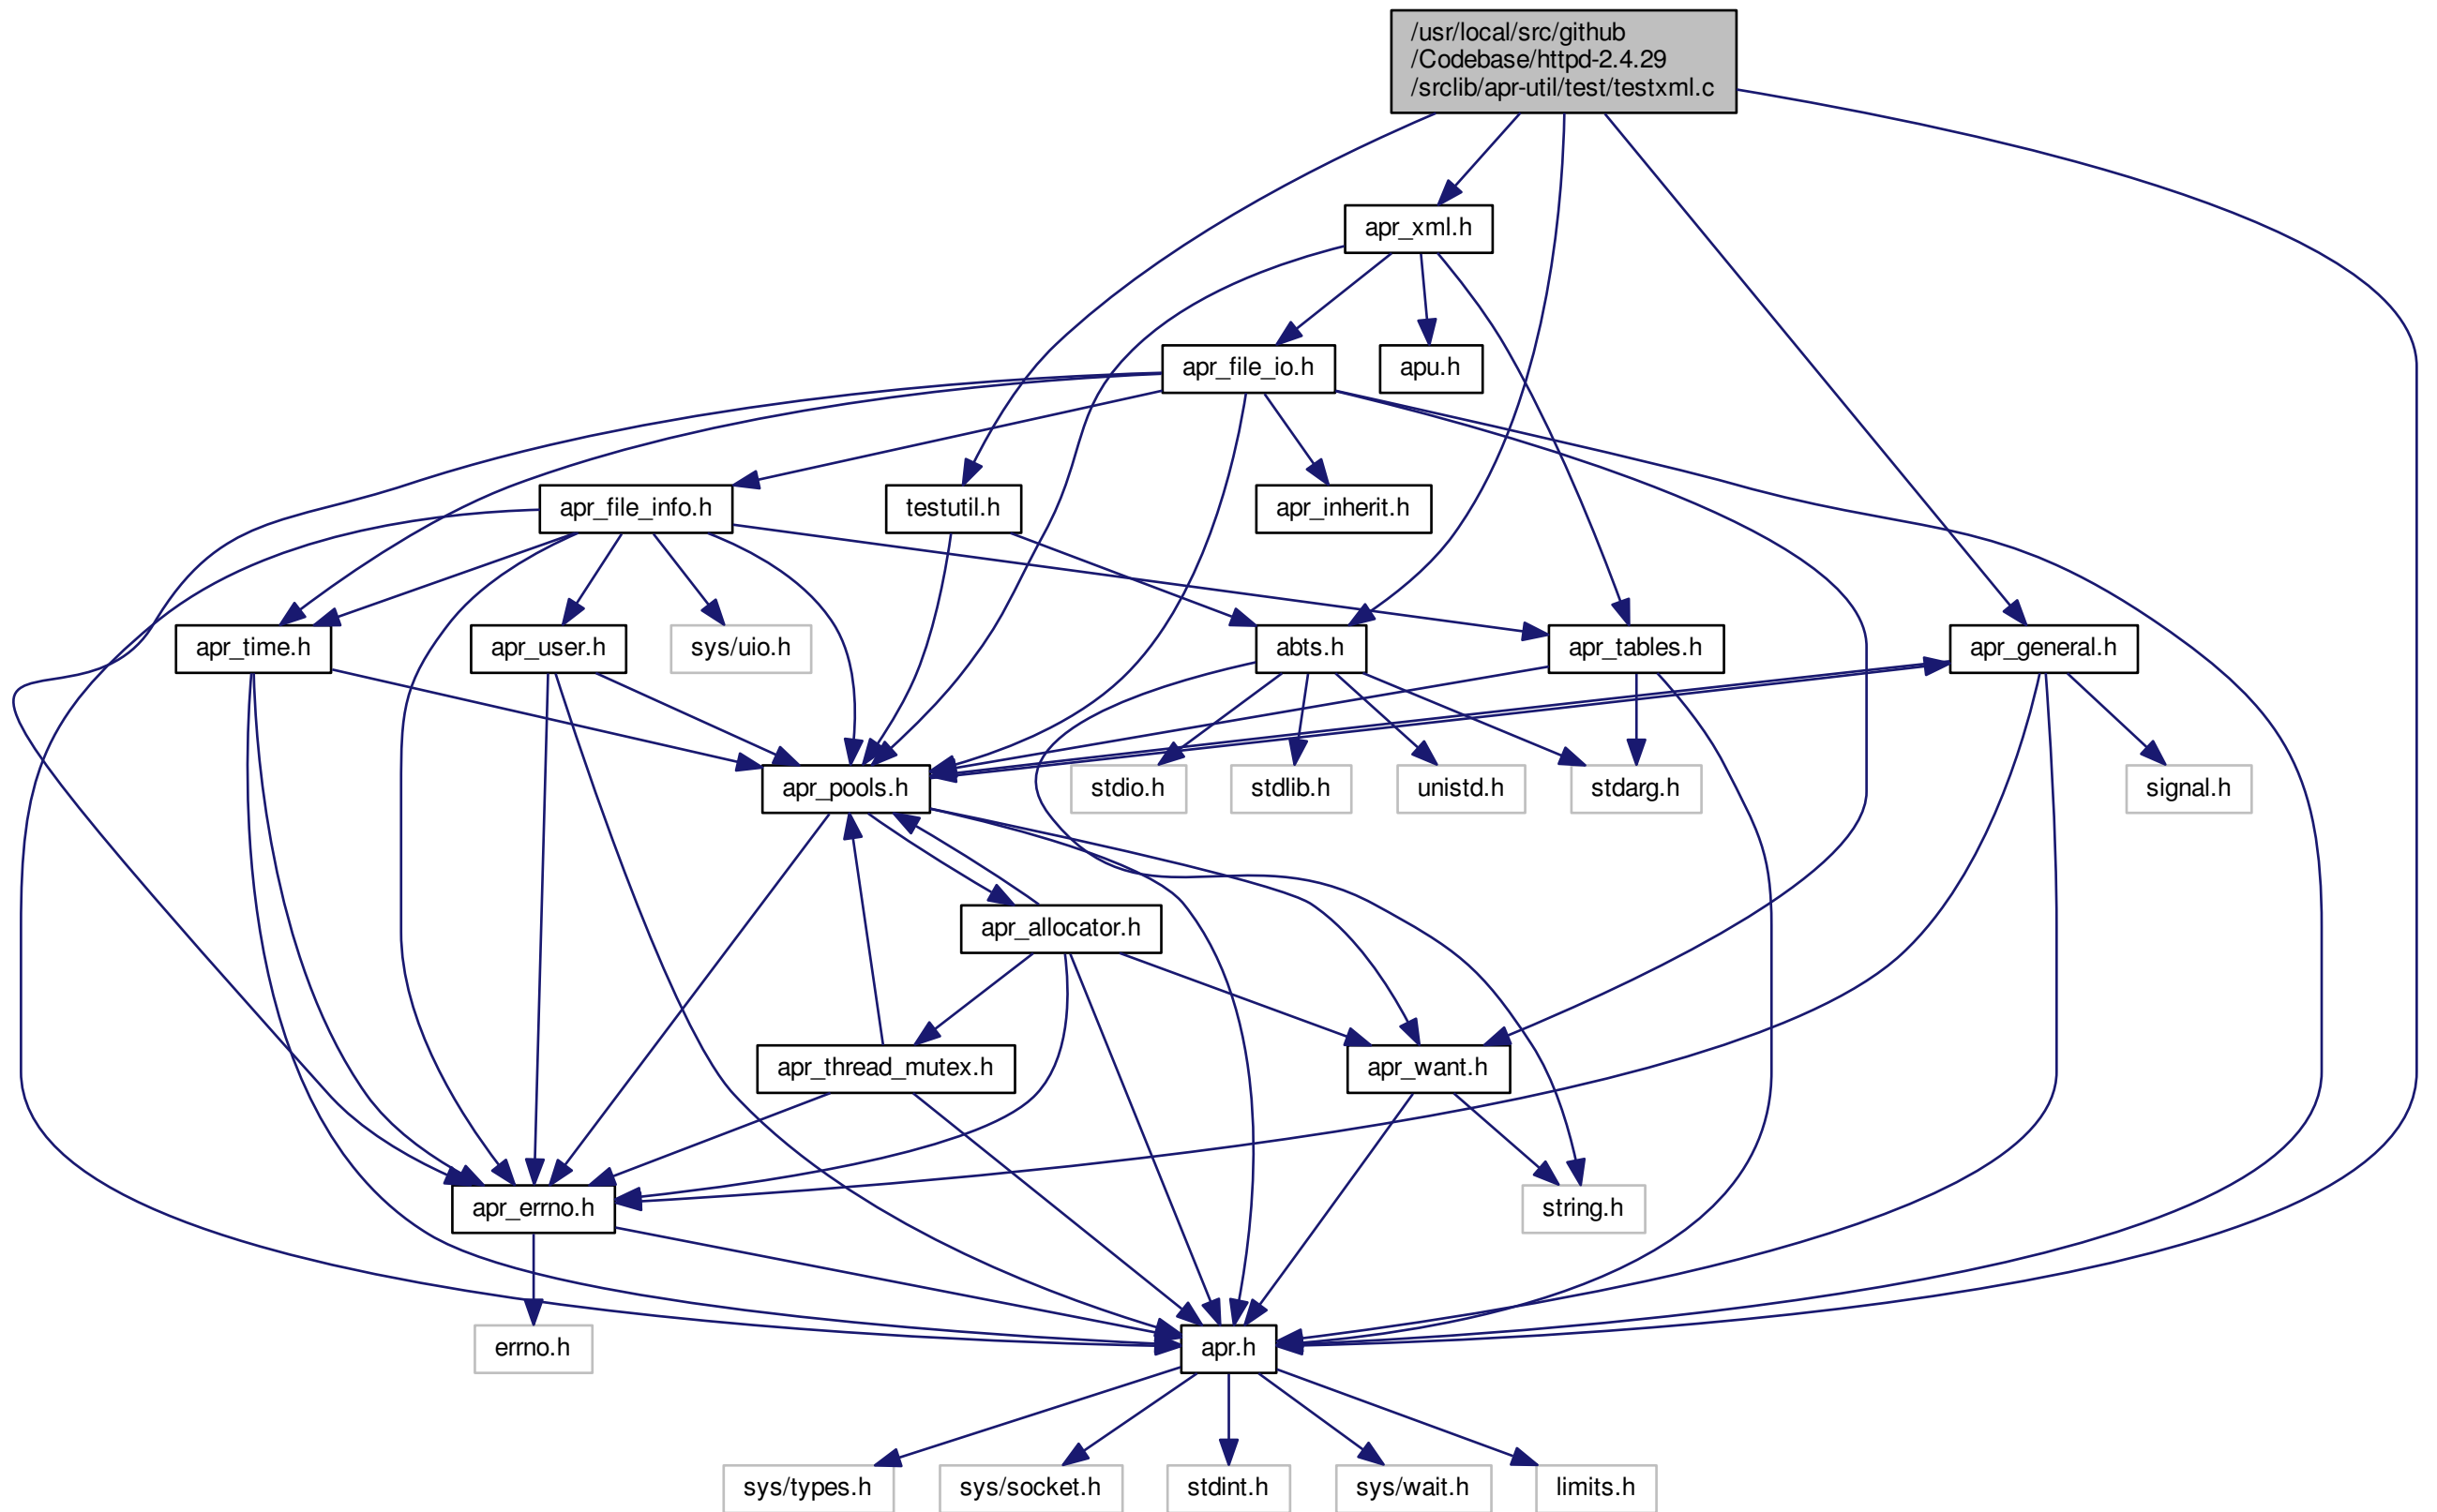 /usr/local/src/github
/Codebase/httpd-2.4.29
/srclib/apr-util/test/testxml.c
apr_xml.h
apr_file_io.h
apu.h
apr_file_info.h
testutil.h
apr_inherit.h
apr_time.h
apr_user.h
sys/uio.h
abts.h
apr_tables.h
apr_general.h
apr_pools.h
stdio.h
stdlib.h
unistd.h
stdarg.h
signal.h
apr_allocator.h
apr_thread_mutex.h
apr_want.h
apr_errno.h
string.h
errno.h
apr.h
sys/types.h
sys/socket.h
stdint.h
sys/wait.h
limits.h